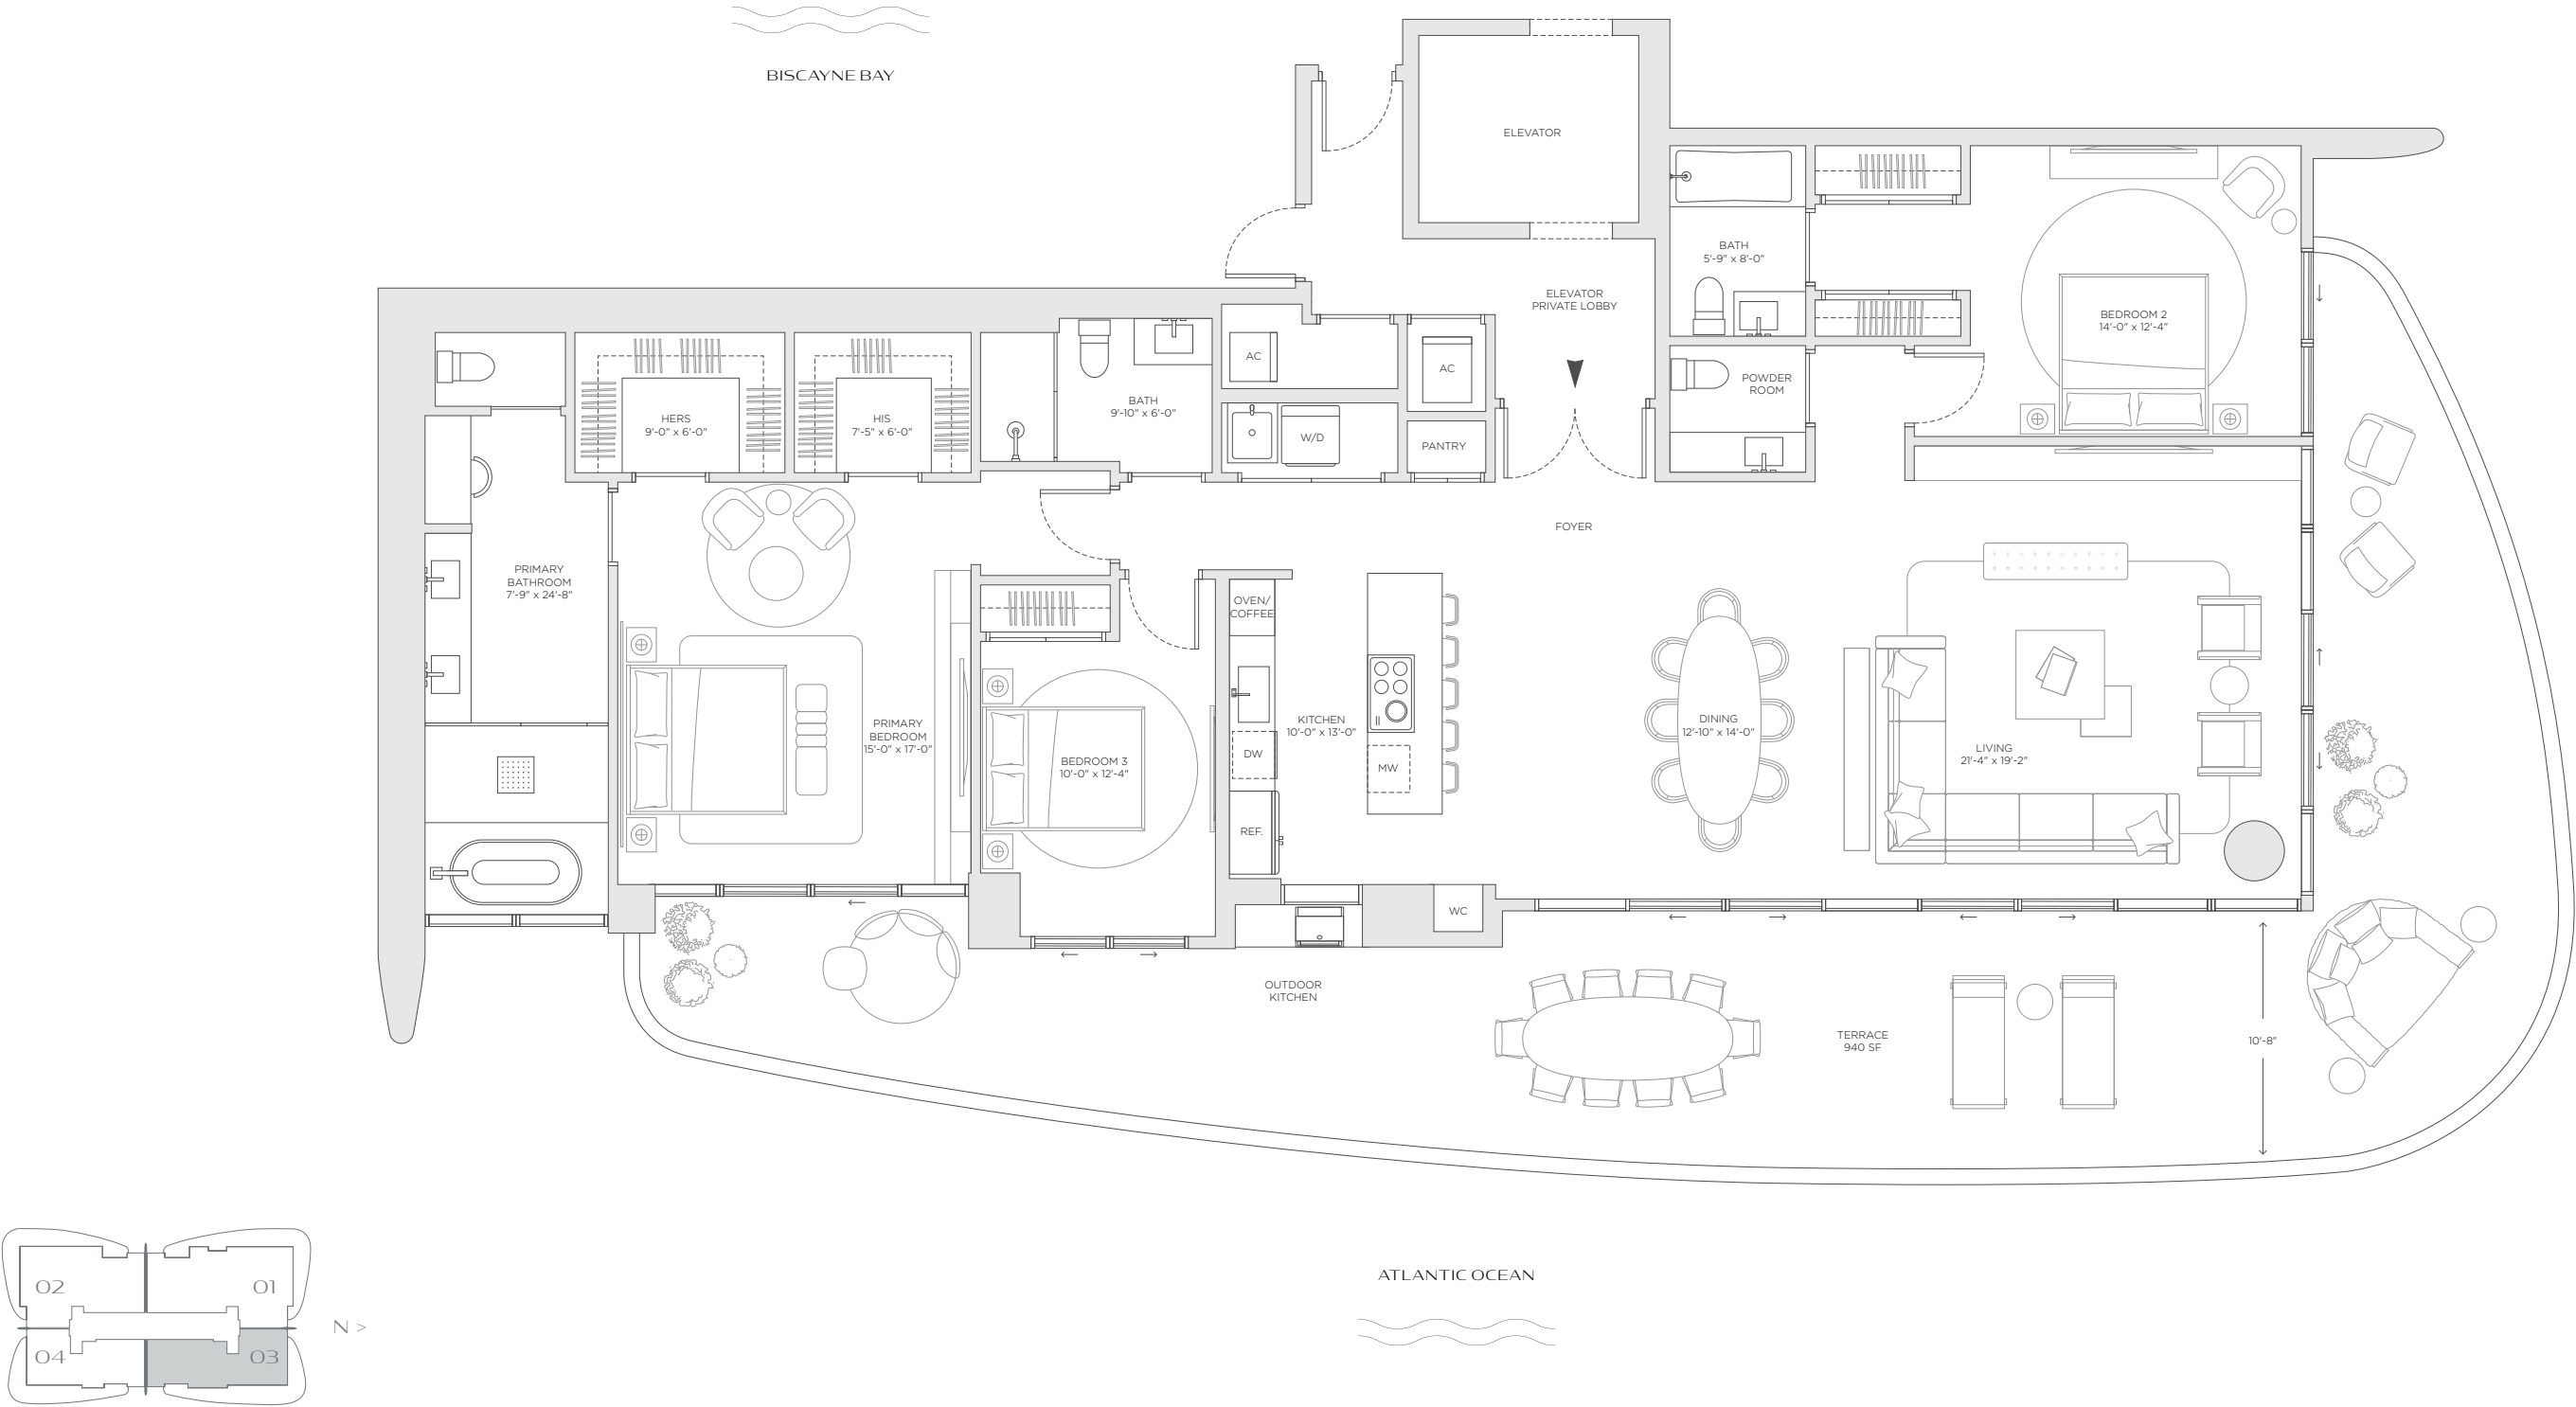 BISCAYNE BAY
ELEVATOR
BATH
5'-9" x 8'-0"
ELEVATOR
PRIVATE LOBBY
BEDROOM 2
14'-0" x 12'-4"
AC
AC
POWDER
ROOM
HERS
9'-0" x 6'-0"
HIS
7'-5" x 6'-0"
BATH
9'-10" x 6'-0"
W/D
PANTRY
FOYER
PRIMARY
BATHROOM
7'-9" x 24'-8"
OVEN/
COFFEE
PRIMARY
BEDROOM
15'-0" x 17'-0"
BEDROOM 3
10'-0" x 12'-4"
KITCHEN
10'-0" x 13'-0"
DW
MW
REF.
DINING
12'-10" x 14'-0"
LIVING
21'-4" x 19'-2"
WC
OUTDOOR
KITCHEN
TERRACE
940 SF
10'-8"
ATLANTIC OCEAN
02
01
04
03
N >